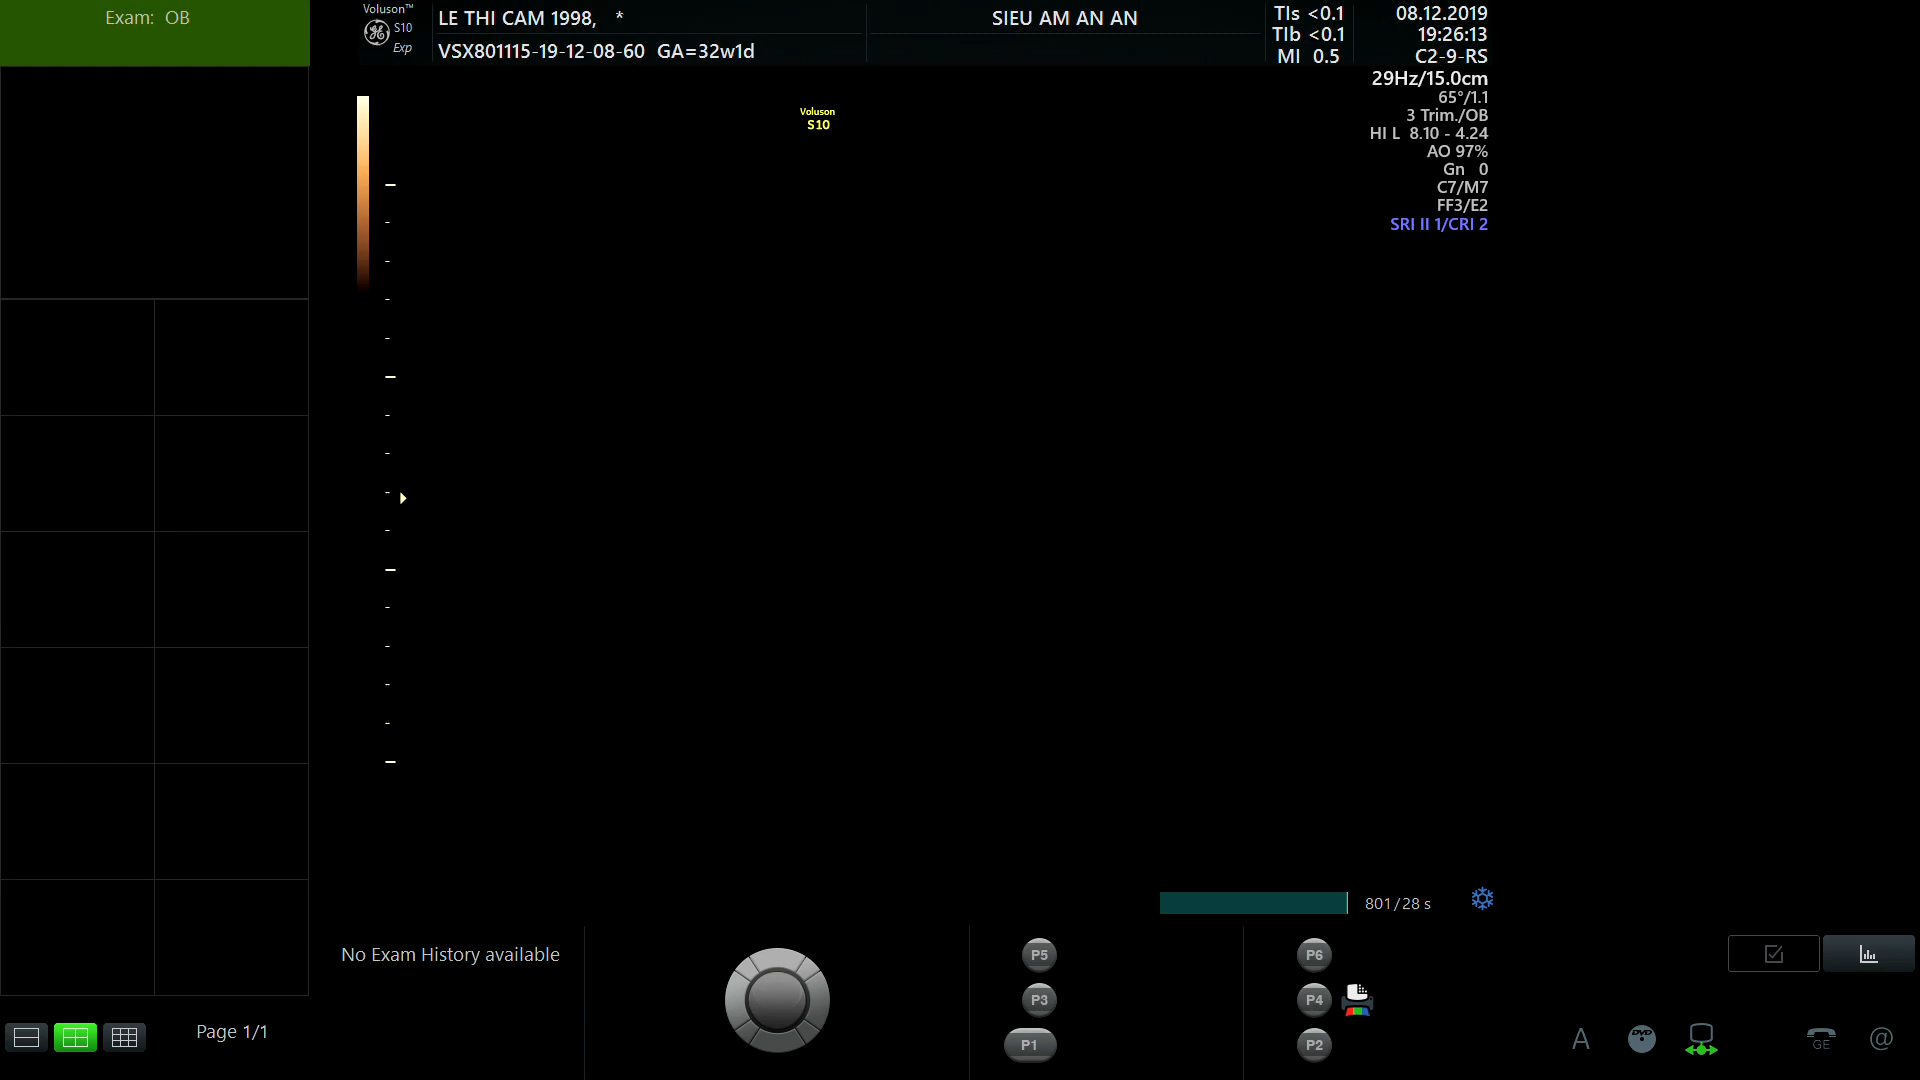 Exam: OB
Voluson™
S10
Exp
LE THI CAM 1998, *
VSX801115-19-12-08-60 GA=32w1d
SIEU AM AN AN
TIs <0.1
TIb <0.1
MI 0.5
08.12.2019
19:26:13
C2-9-RS
29Hz/15.0cm
65°/1.1
3 Trim./OB
HI L 8.10 - 4.24
AO 97%
Gn 0
C7/M7
FF3/E2
SRI II 1/CRI 2
Voluson
S10
801/28 s
No Exam History available
P5
P3
P1
P6
P4
P2
Page 1/1
A
DVD
GE
@